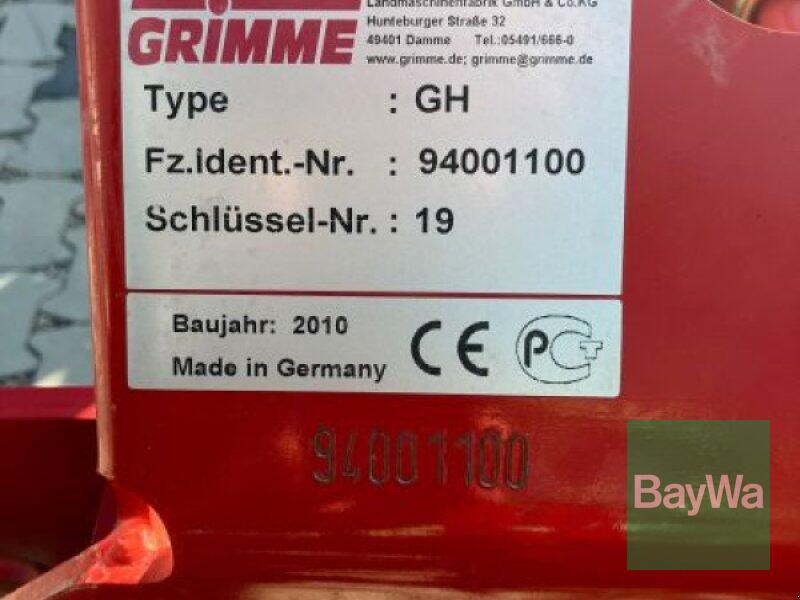 GRIMME
Landmaschinenfabrik GmbH & Co.KG
Hunteburger Straße 32
49401 Damme Tel.:05491/666-0
www.grimme.de; grimme@grimme.de
Type : GH
Fz.ident.-Nr. : 94001100
Schlüssel-Nr. : 19
Baujahr: 2010
Made in Germany
CE
PCT
94001100
BayWa